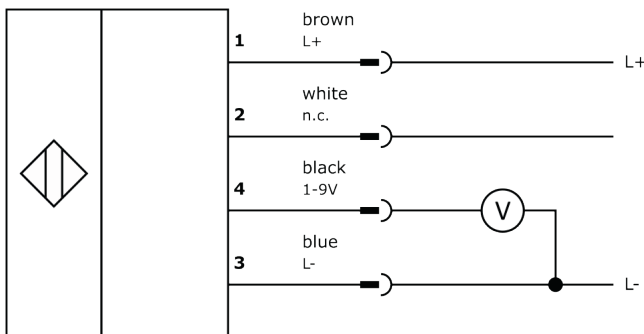 brown
1 L+ L+
white
2 n.c.
black
4 1-9V
V
blue
3 L- L-